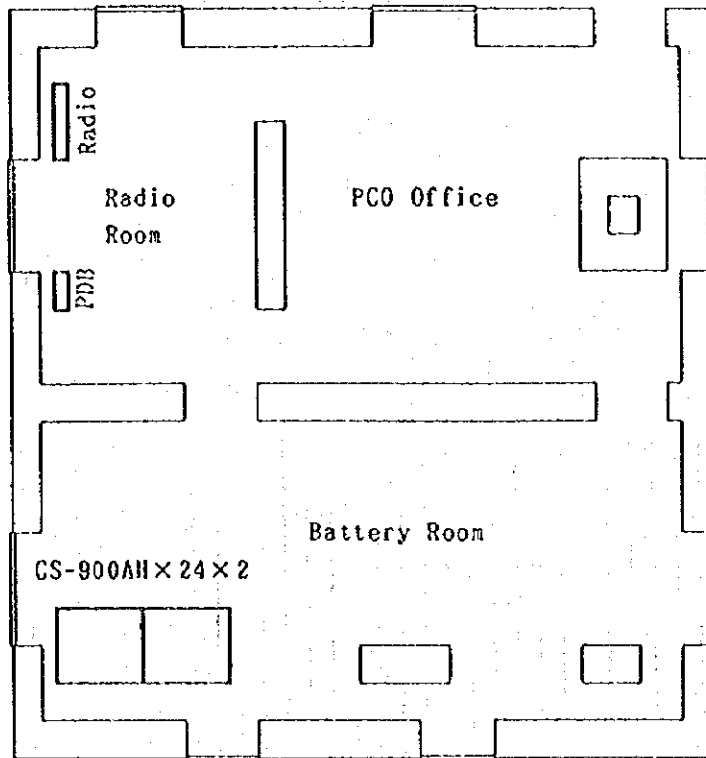 Radio
Radio
Room
PCO Office
PDB
Battery Room
CS-900AH×24×2